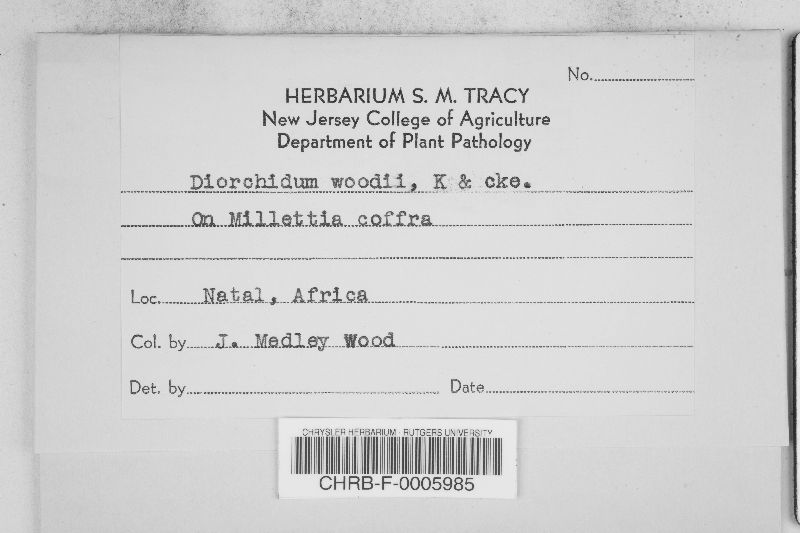 No.
HERBARIUM S. M. TRACY
New Jersey College of Agriculture
Department of Plant Pathology
Diorchidum woodii, K & cke.
On Millettia coffra
Loc. Natal, Africa
Col. by J. Medley Wood
Det. by Date
CHRYSLER HERBARIUM - RUTGERS UNIVERSITY
CHRB-F-0005985